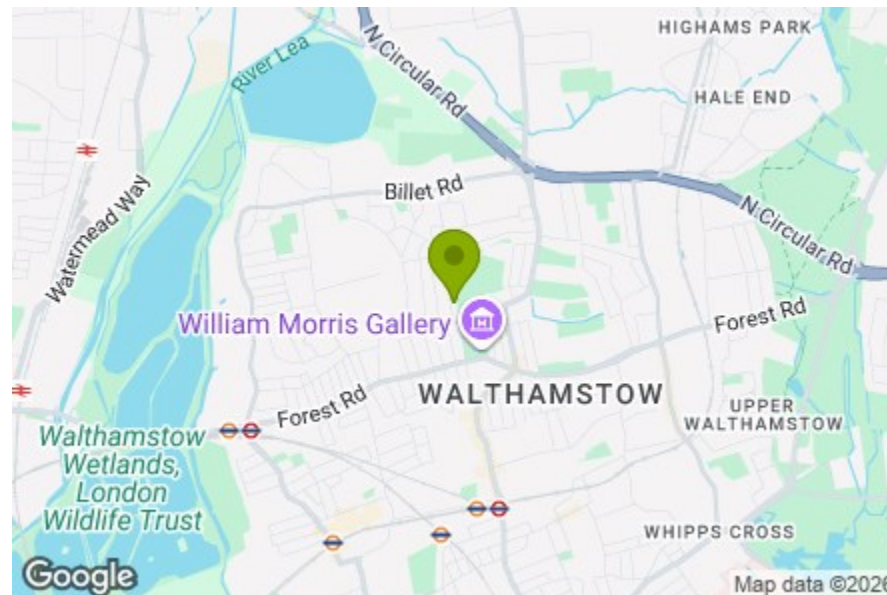 HIGHAMS PARK
River Lea
N Circular Rd
HALE END
Billet Rd
Watermead Way
N Circular Rd
William Morris Gallery
Forest Rd
WALTHAMSTOW
Forest Rd
UPPER
WALTHAMSTOW
Walthamstow
Wetlands,
London
Wildlife Trust
WHIPPS CROSS
Google
Map data ©2026